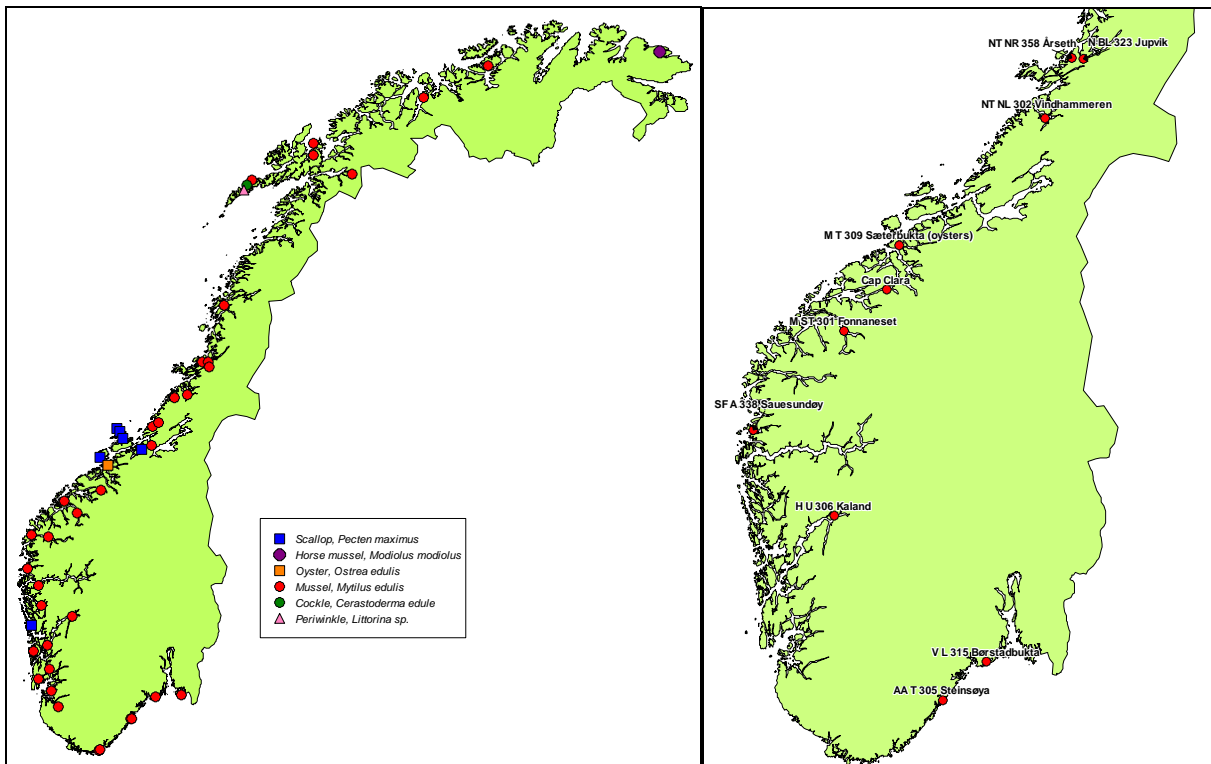 Scallop, Pecten maximus
Horse mussel, Modiolus modiolus
Oyster, Ostrea edulis
Mussel, Mytilus edulis
Cockle, Cerastoderma edule
Periwinkle, Littorina sp.
NT NR 358 Årseth
N BL 323 Jupvik
NT NL 302 Vindhammeren
M T 309 Sæterbukta (oysters)
Cap Clara
M ST 301 Fonnaneset
SF A 338 Sauesundøy
H U 306 Kaland
V L 315 Børstadbukta
AA T 305 Steinsøya